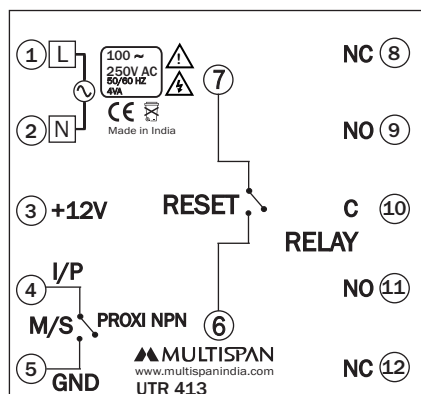 1 L
100 ~
250V AC
50/60 HZ
4VA
2 N
CE
Made in India
3 +12V
4 I/P
M/S PROXI NPN
5 GND
7
RESET
6
MULTISPAN
www.multispanindia.com
UTR 413
NC 8
NO 9
C 10
RELAY
NO 11
NC 12